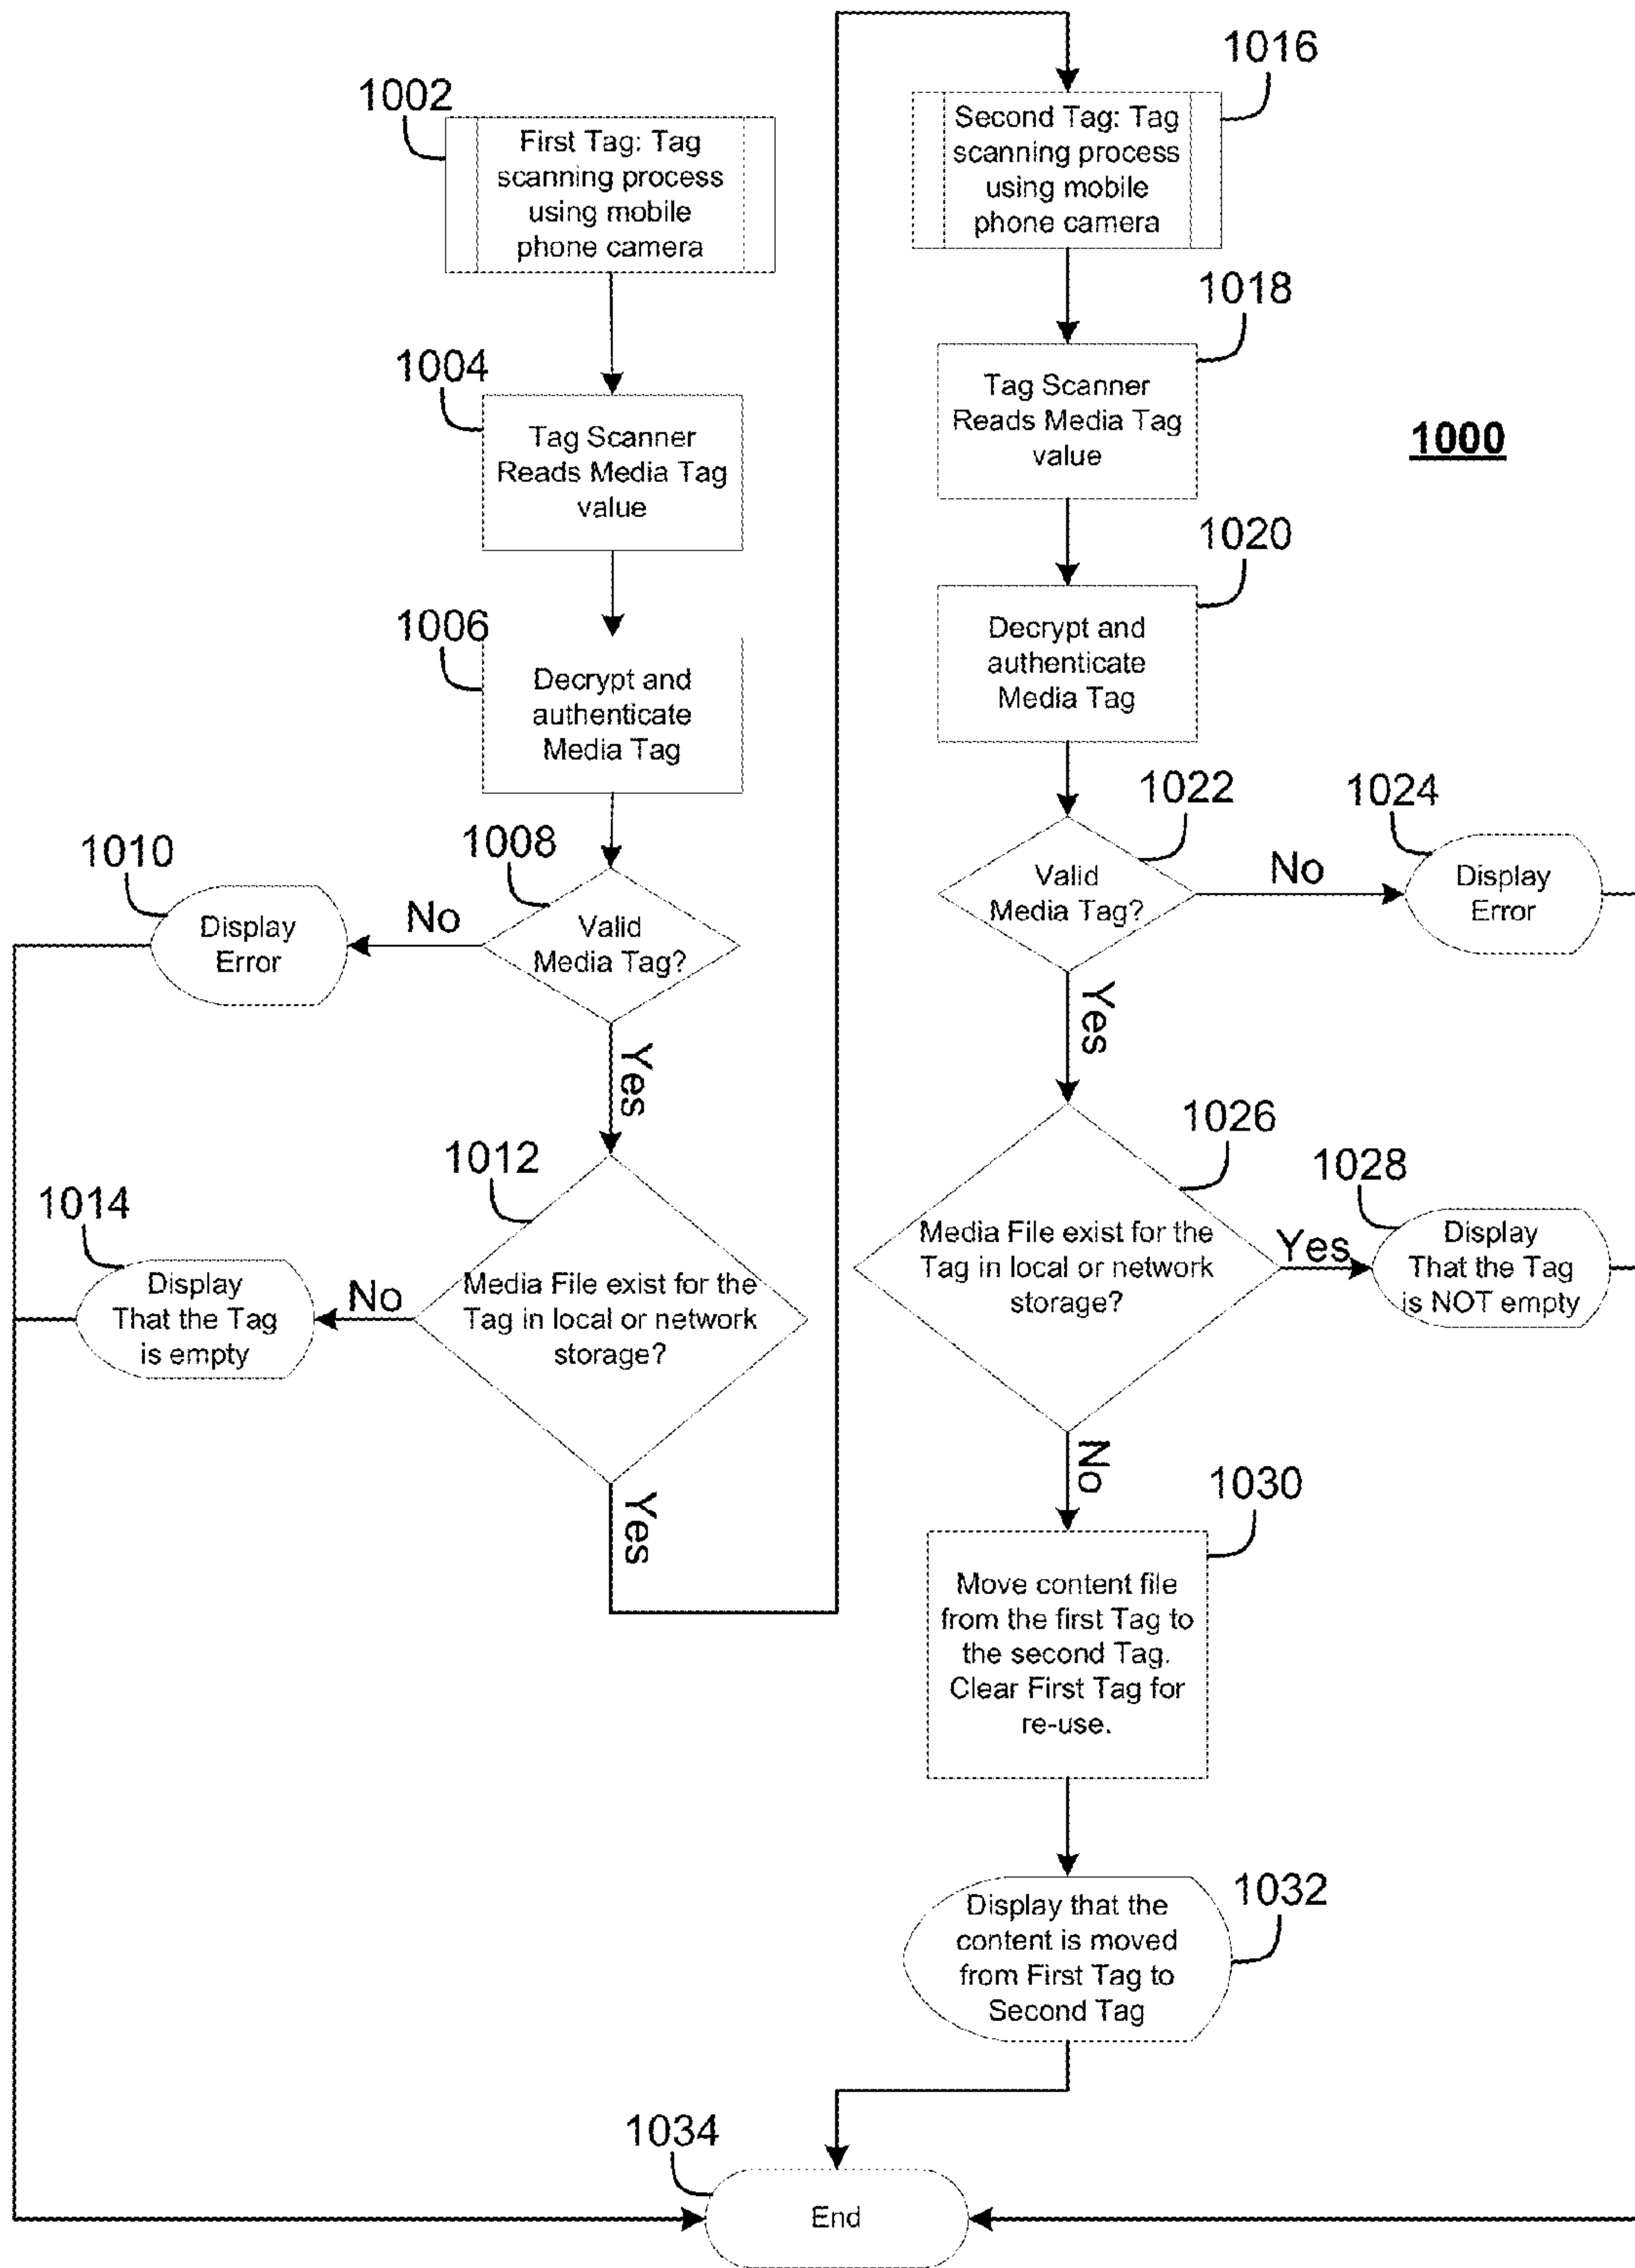 1002
First Tag: Tag
scanning process
using mobile
phone camera
1004
Tag Scanner
Reads Media Tag
value
1006
Decrypt and
authenticate
Media Tag
1008
Valid
Media Tag?
No
1010
Display
Error
Yes
1012
Media File exist for the
Tag in local or network
storage?
No
1014
Display
That the Tag
is empty
Yes
1016
Second Tag: Tag
scanning process
using mobile
phone camera
1018
Tag Scanner
Reads Media Tag
value
1000
1020
Decrypt and
authenticate
Media Tag
1022
Valid
Media Tag?
No
1024
Display
Error
Yes
1026
Media File exist for the
Tag in local or network
storage?
Yes
1028
Display
That the Tag
is NOT empty
No
1030
Move content file
from the first Tag to
the second Tag.
Clear First Tag for
re-use.
1032
Display that the
content is moved
from First Tag to
Second Tag
1034
End